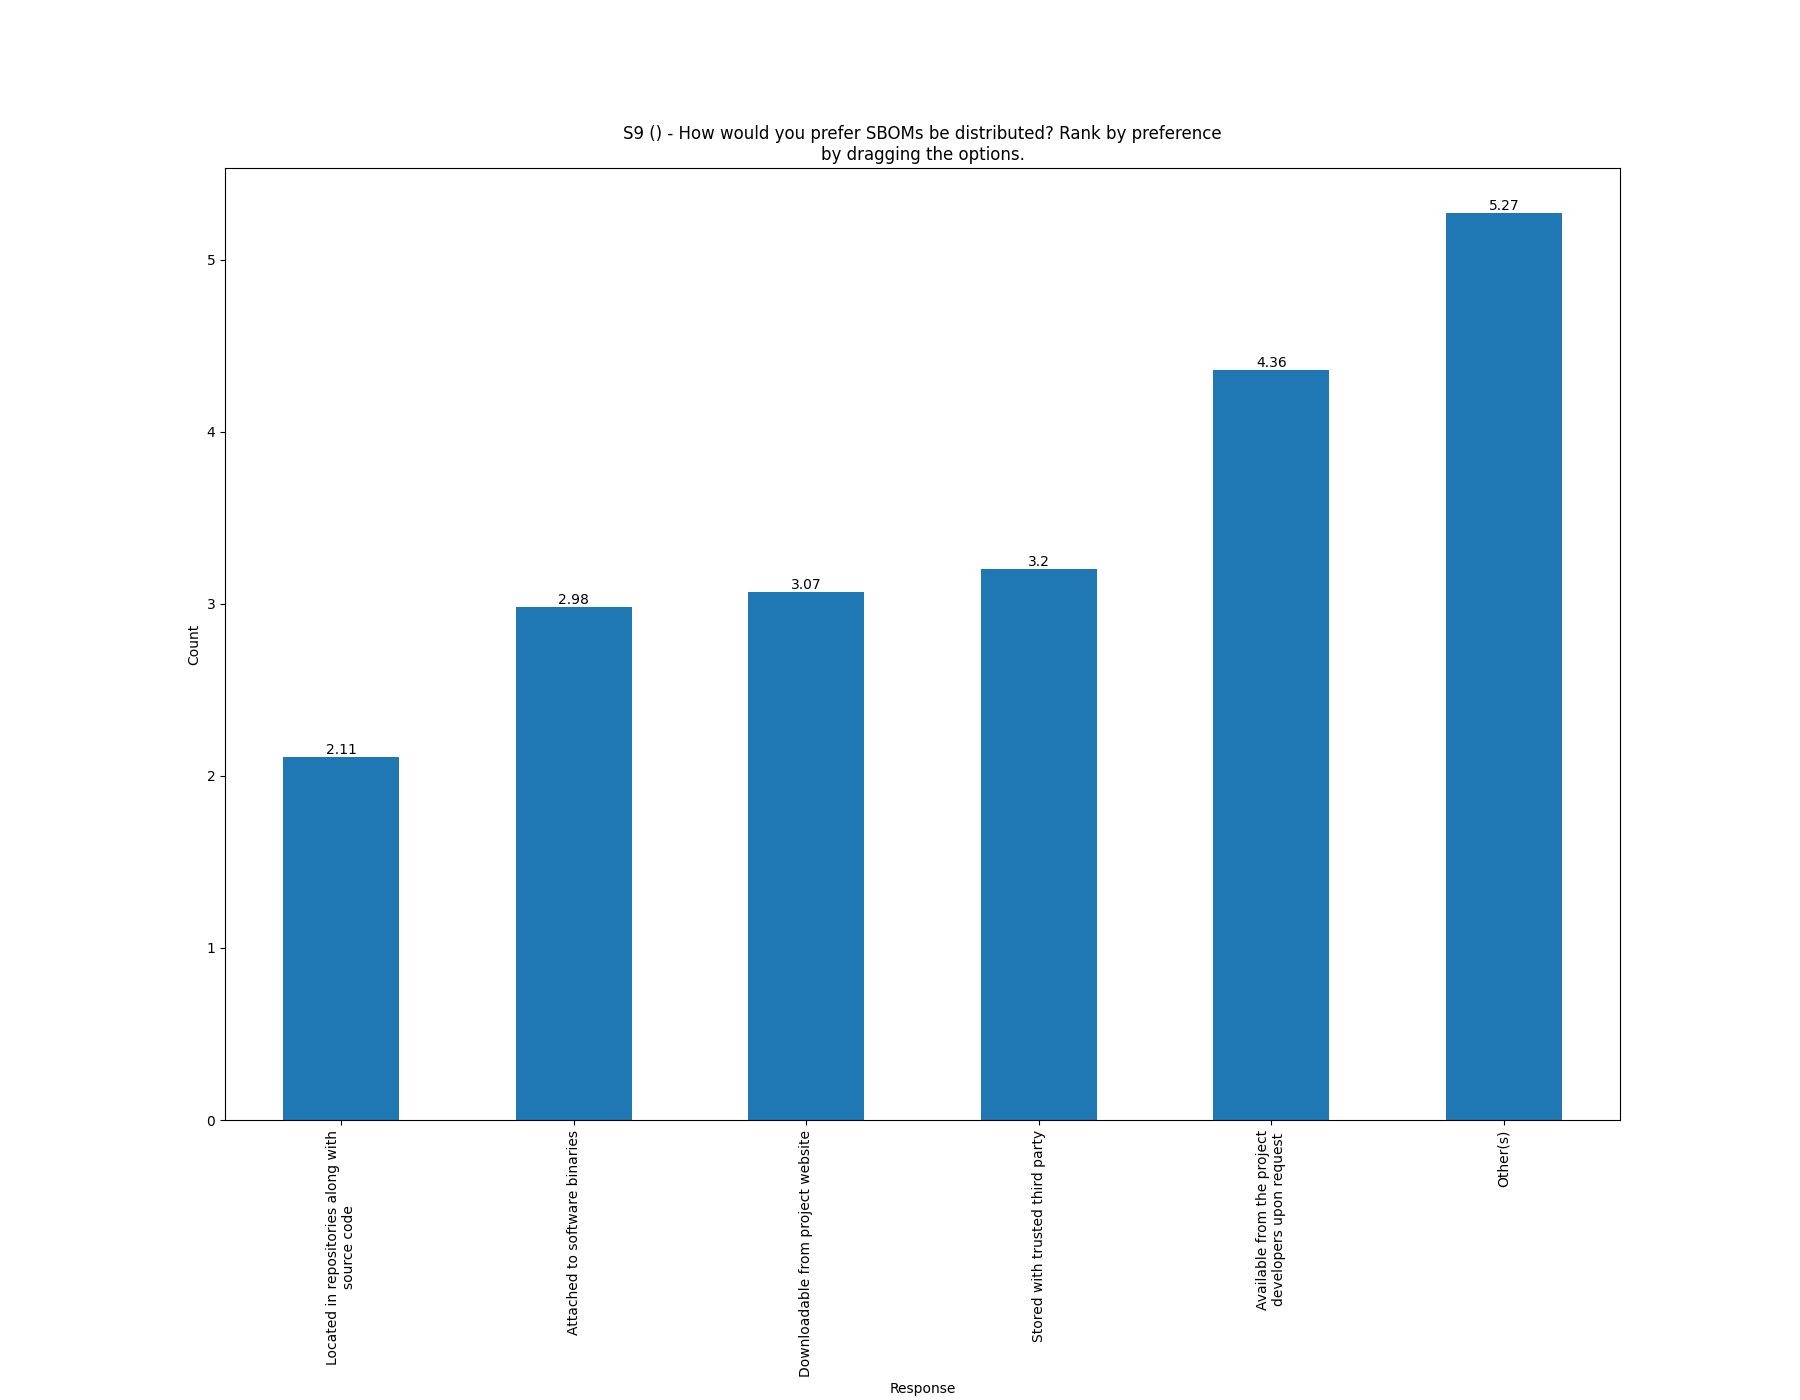 S9 () - How would you prefer SBOMs be distributed? Rank by preference
by dragging the options.
5.27
4.36
3.2
3.07
2.98
2.11
5
4
3
2
1
0
Count
Located in repositories along with
source code
Attached to software binaries
Downloadable from project website
Stored with trusted third party
Available from the project
developers upon request
Other(s)
Response